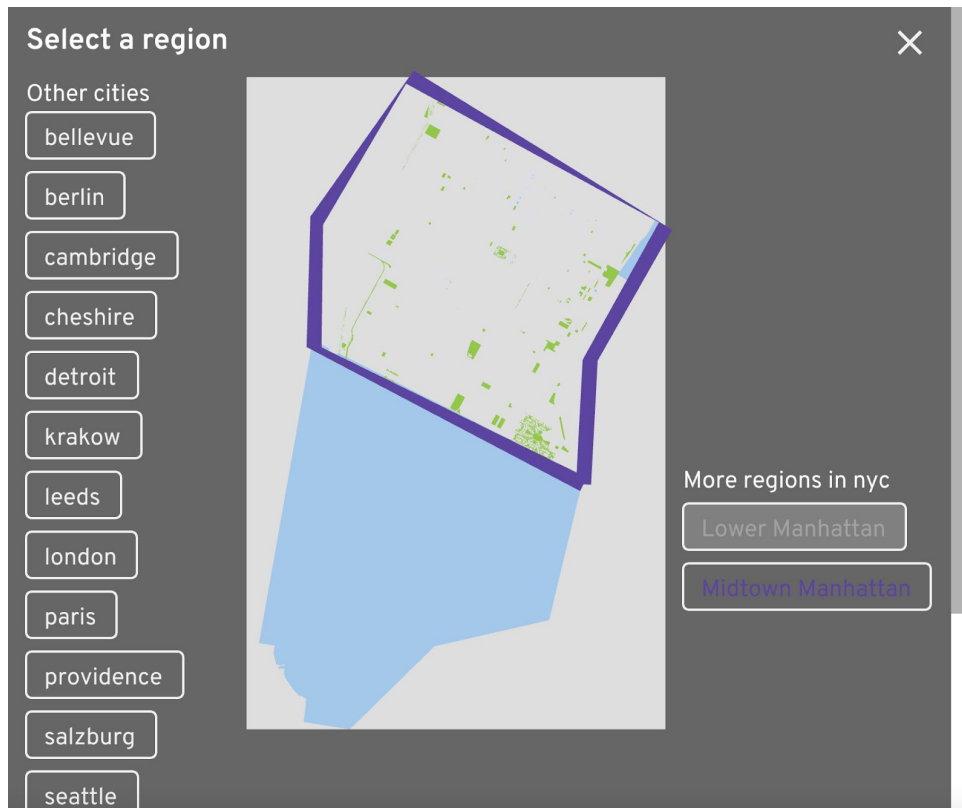 Select a region
Other cities
bellevue
berlin
cambridge
cheshire
detroit
krakow
leeds
london
paris
providence
salzburg
seattle
More regions in nyc
Lower Manhattan
Midtown Manhattan